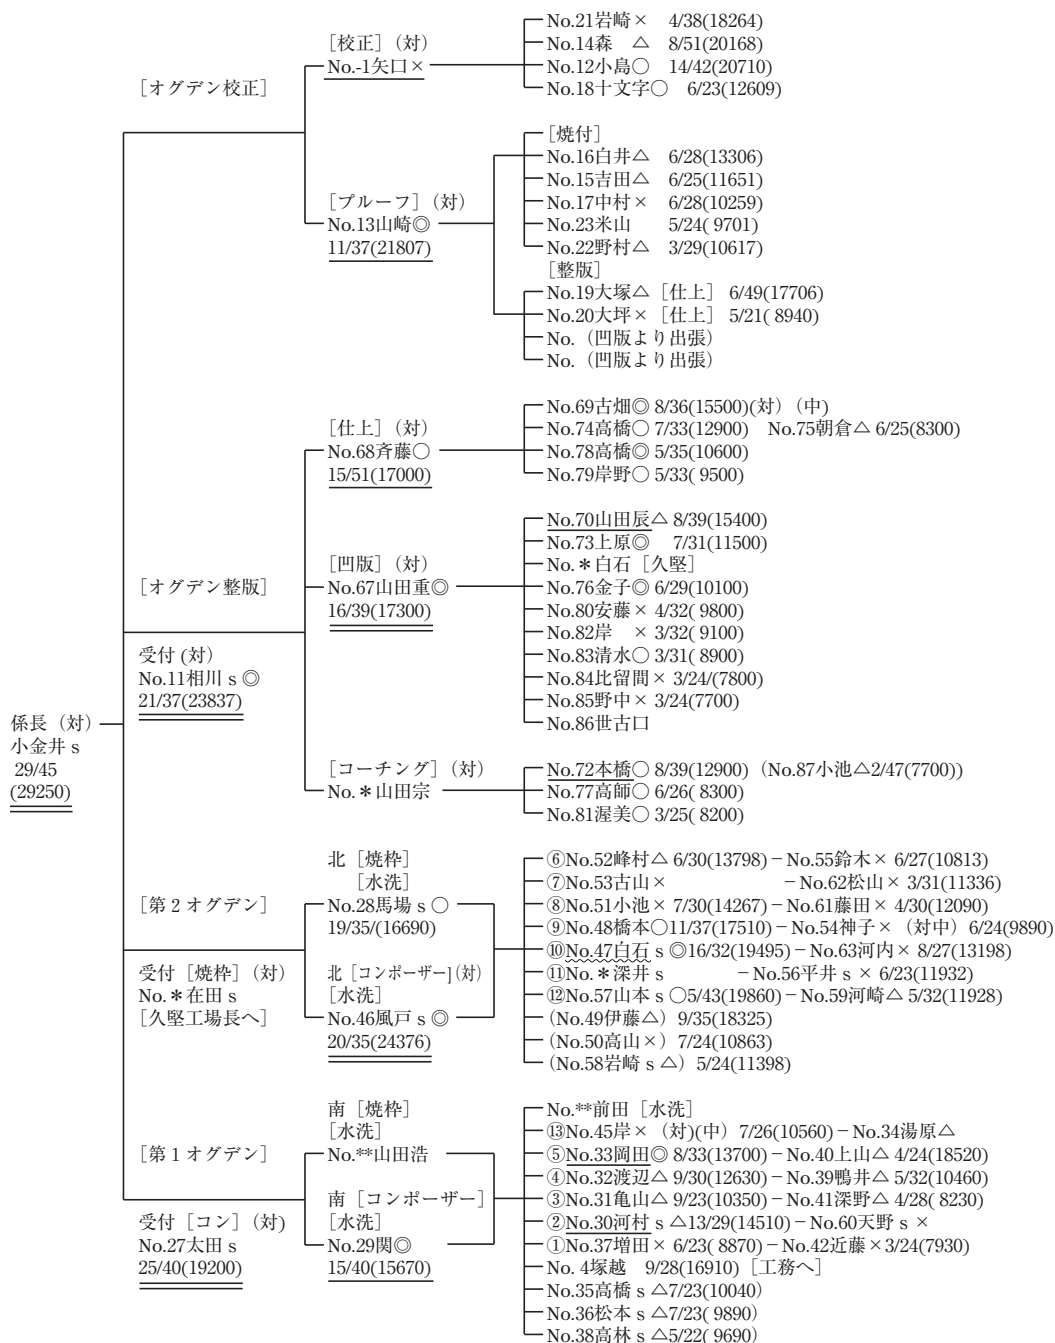 係長（対）
小金井 s
29/45
(29250)
［オグデン校正］
［校正］（対）
No.-1矢口×
No.21岩崎× 4/38(18264)
No.14森 △ 8/51(20168)
No.12小島○ 14/42(20710)
No.18十文字○ 6/23(12609)
［プルーフ］（対）
No.13山崎◎
11/37(21807)
［焼付］
No.16白井△ 6/28(13306)
No.15吉田△ 6/25(11651)
No.17中村× 6/28(10259)
No.23米山 5/24( 9701)
No.22野村△ 3/29(10617)
［整版］
No.19大塚△［仕上］ 6/49(17706)
No.20大坪×［仕上］ 5/21( 8940)
No.（凹版より出張）
No.（凹版より出張）
［オグデン整版］
受付 (対）
No.11相川 s ◎
21/37(23837)
［仕上］（対）
No.68斉藤○
15/51(17000)
No.69古畑◎ 8/36(15500)(対）（中）
No.74高橋○ 7/33(12900) No.75朝倉△ 6/25(8300)
No.78高橋◎ 5/35(10600)
No.79岸野○ 5/33( 9500)
［凹版］（対）
No.67山田重◎
16/39(17300)
No.70山田辰△ 8/39(15400)
No.73上原◎ 7/31(11500)
No.＊白石［久堅］
No.76金子◎ 6/29(10100)
No.80安藤× 4/32( 9800)
No.82岸 × 3/32( 9100)
No.83清水○ 3/31( 8900)
No.84比留間× 3/24/(7800)
No.85野中× 3/24(7700)
No.86世古口
［コーチング］（対）
No.＊山田宗
No.72本橋○ 8/39(12900)（No.87小池△2/47(7700)）
No.77高師○ 6/26( 8300)
No.81渥美○ 3/25( 8200)
［第2オグデン］
受付［焼枠］（対）
No.＊在田 s
［久堅工場長へ］
北［焼枠］
［水洗］
No.28馬場 s ○
19/35/(16690)
北［コンポーザー］(対）
［水洗］
No.46風戸 s ◎
20/35(24376)
⑥No.52峰村△ 6/30(13798)－No.55鈴木× 6/27(10813)
⑦No.53古山× －No.62松山× 3/31(11336)
⑧No.51小池× 7/30(14267)－No.61藤田× 4/30(12090)
⑨No.48橋本○11/37(17510)－No.54神子×（対中）6/24(9890)
⑩No.47白石 s ◎16/32(19495)－No.63河内× 8/27(13198)
⑪No.＊深井 s －No.56平井 s × 6/23(11932)
⑫No.57山本 s ○5/43(19860)－No.59河崎△ 5/32(11928)
(No.49伊藤△）9/35(18325)
(No.50高山×）7/24(10863)
(No.58岩崎 s △）5/24(11398)
［第1オグデン］
受付［コン］（対）
No.27太田 s
25/40(19200)
南［焼枠］
［水洗］
No.**山田浩
南［コンポーザー］
［水洗］
No.29関◎
15/40(15670)
No.**前田［水洗］
⑬No.45岸×（対)(中）7/26(10560)－No.34湯原△
⑤No.33岡田◎ 8/33(13700)－No.40上山△ 4/24(18520)
④No.32渡辺△ 9/30(12630)－No.39鴨井△ 5/32(10460)
③No.31亀山△ 9/23(10350)－No.41深野△ 4/28( 8230)
②No.30河村 s △13/29(14510)－No.60天野 s ×
①No.37増田× 6/23( 8870)－No.42近藤×3/24(7930)
No. 4塚越 9/28(16910)［工務へ］
No.35高橋 s △7/23(10040）
No.36松本 s △7/23( 9890）
No.38高林 s △5/22( 9690）